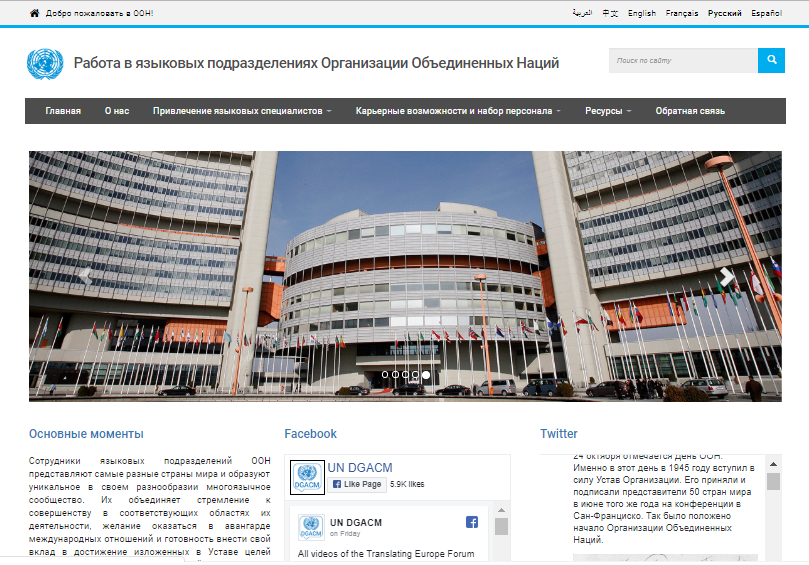 Добро пожаловать в ООН!
العربية 中文 English Français Русский Español
Работа в языковых подразделениях Организации Объединенных Наций
Поиск по сайту
Главная О нас Привлечение языковых специалистов Карьерные возможности и набор персонала Ресурсы Обратная связь
Основные моменты
Сотрудники языковых подразделений ООН
представляют самые разные страны мира и образуют
уникальное в своем разнообразии многоязычное
сообщество. Их объединяет стремление к
совершенству в соответствующих областях их
деятельности, желание оказаться в авангарде
международных отношений и готовность внести свой
вклад в достижение изложенных в Уставе целей
Facebook
DGACM
UN DGACM
Like Page 5.9K likes
DGACM
UN DGACM
on Friday
All videos of the Translating Europe Forum
Twitter
24 октября отмечается День ООН.
Именно в этот день в 1945 году вступил в
силу Устав Организации. Его приняли и
подписали представители 50 стран мира
в июне того же года на конференции в
Сан-Франциско. Так было положено
начало Организации Объединенных
Наций.